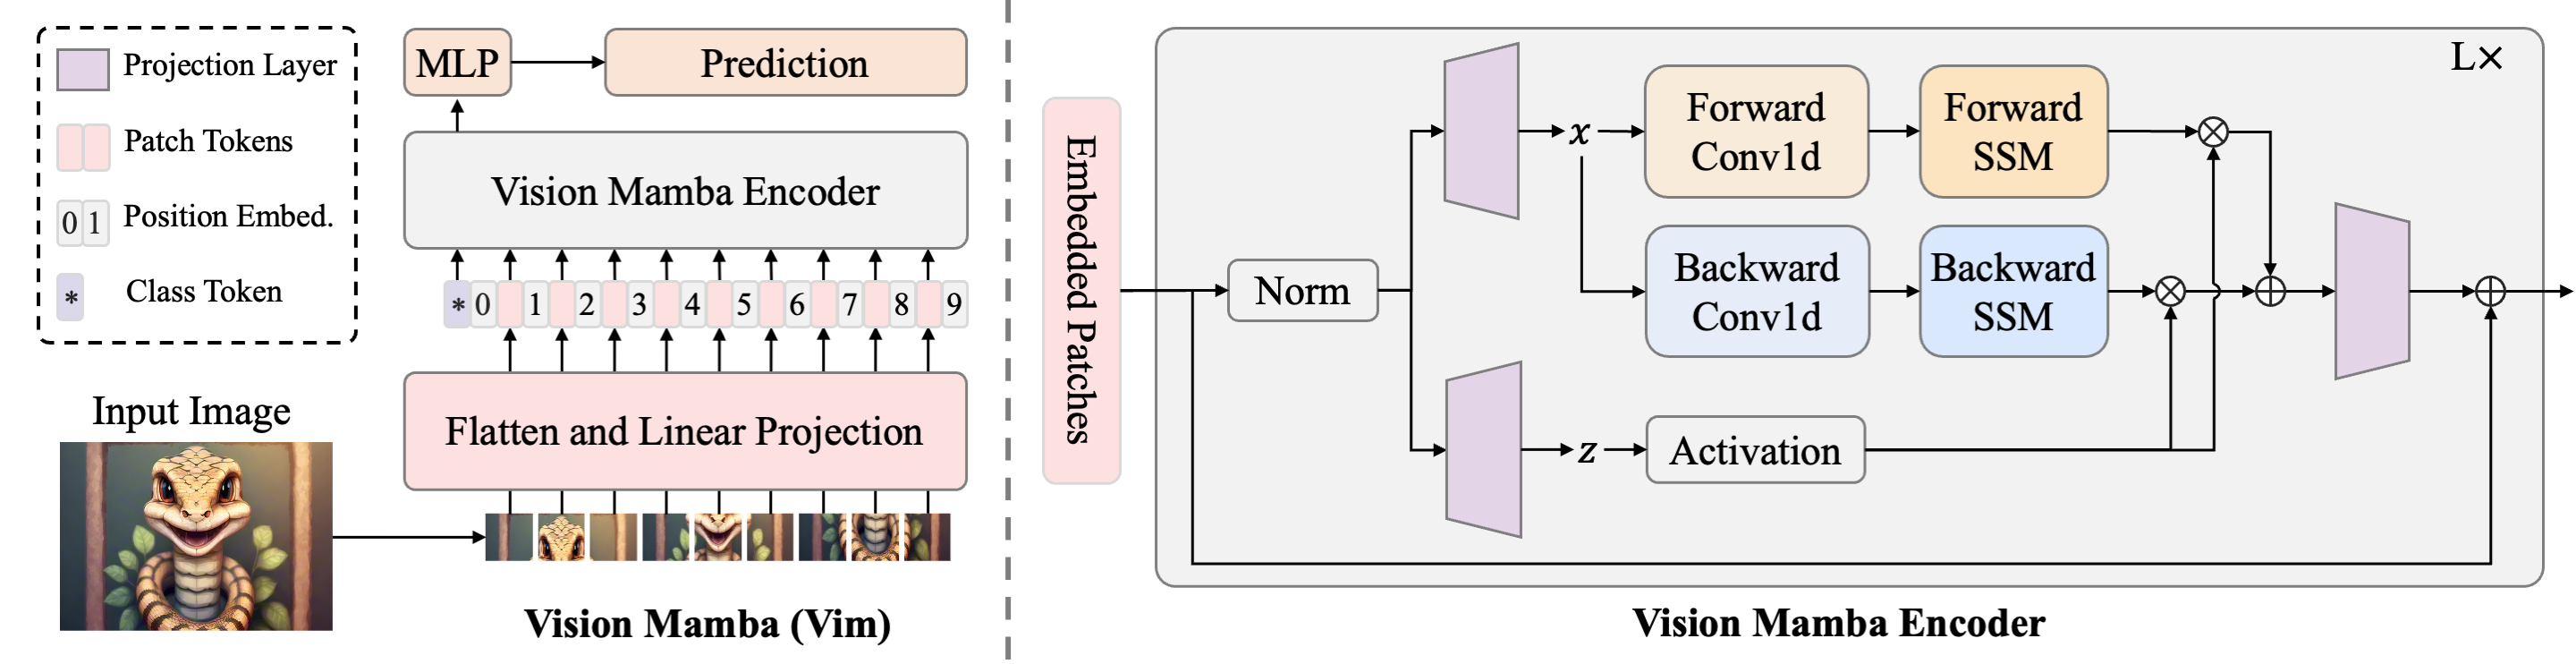 Projection Layer
Patch Tokens
0 1 Position Embed.
* Class Token
Input Image
MLP
Prediction
Vision Mamba Encoder
* 0 1 2 3 4 5 6 7 8 9
Flatten and Linear Projection
Vision Mamba (Vim)
Embedded Patches
L×
Norm
x
Forward
Conv1d
Forward
SSM
Backward
Conv1d
Backward
SSM
z
Activation
Vision Mamba Encoder